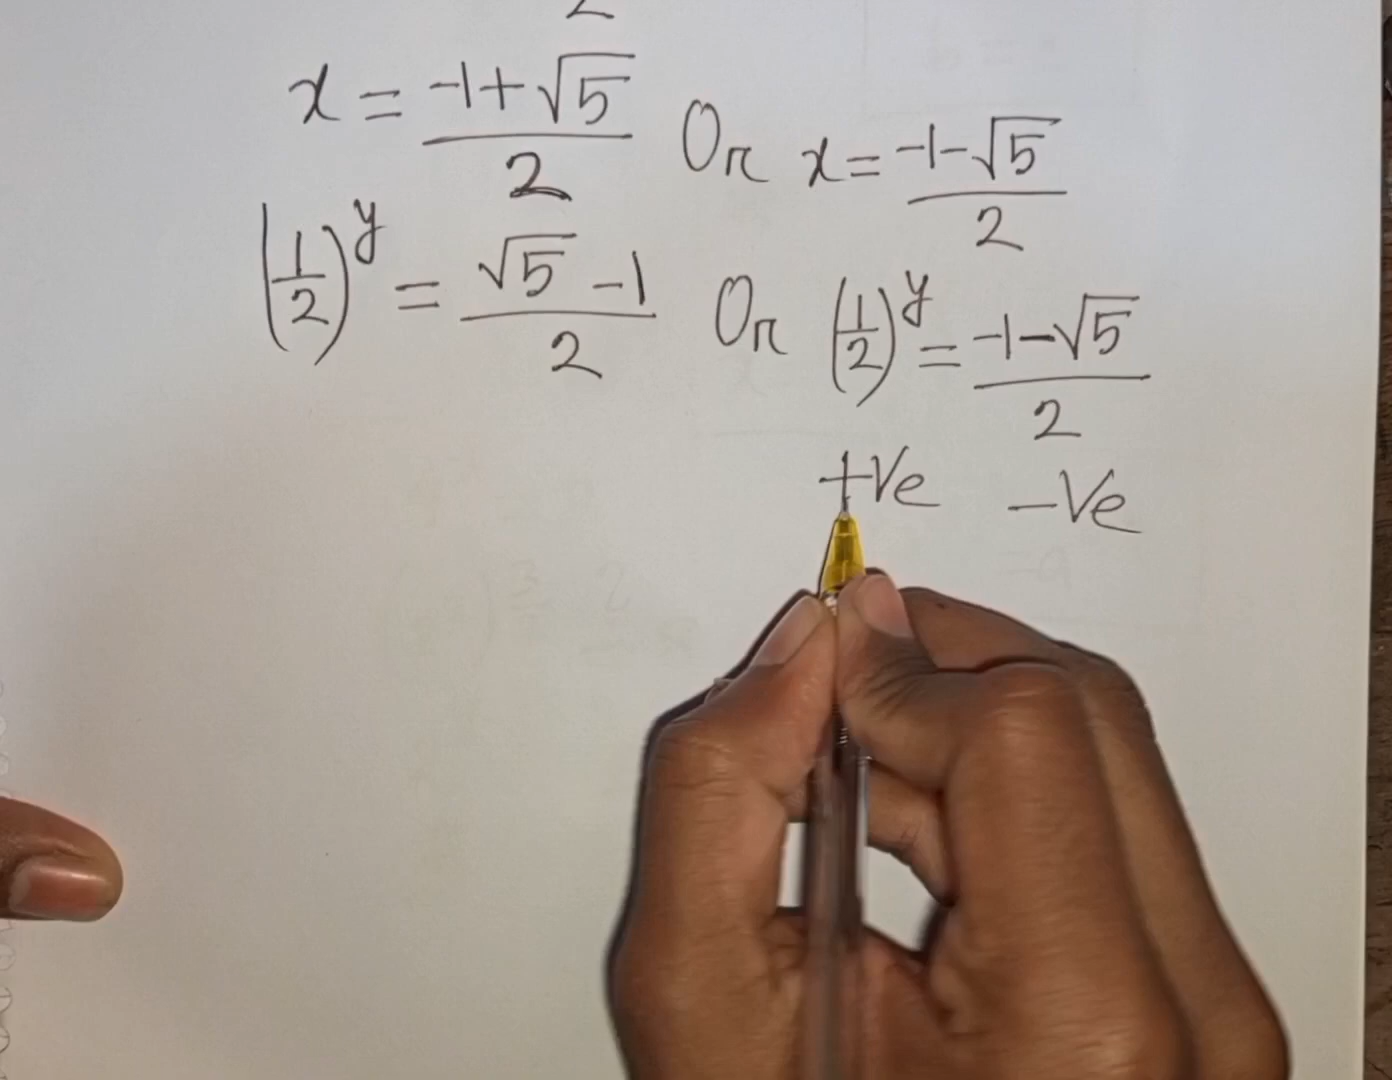 x = (-1+√5)/2 Or x = (-1-√5)/2
(1/2)^y = (√5 -1)/2 Or (1/2)^y = (-1-√5)/2
+Ve -Ve